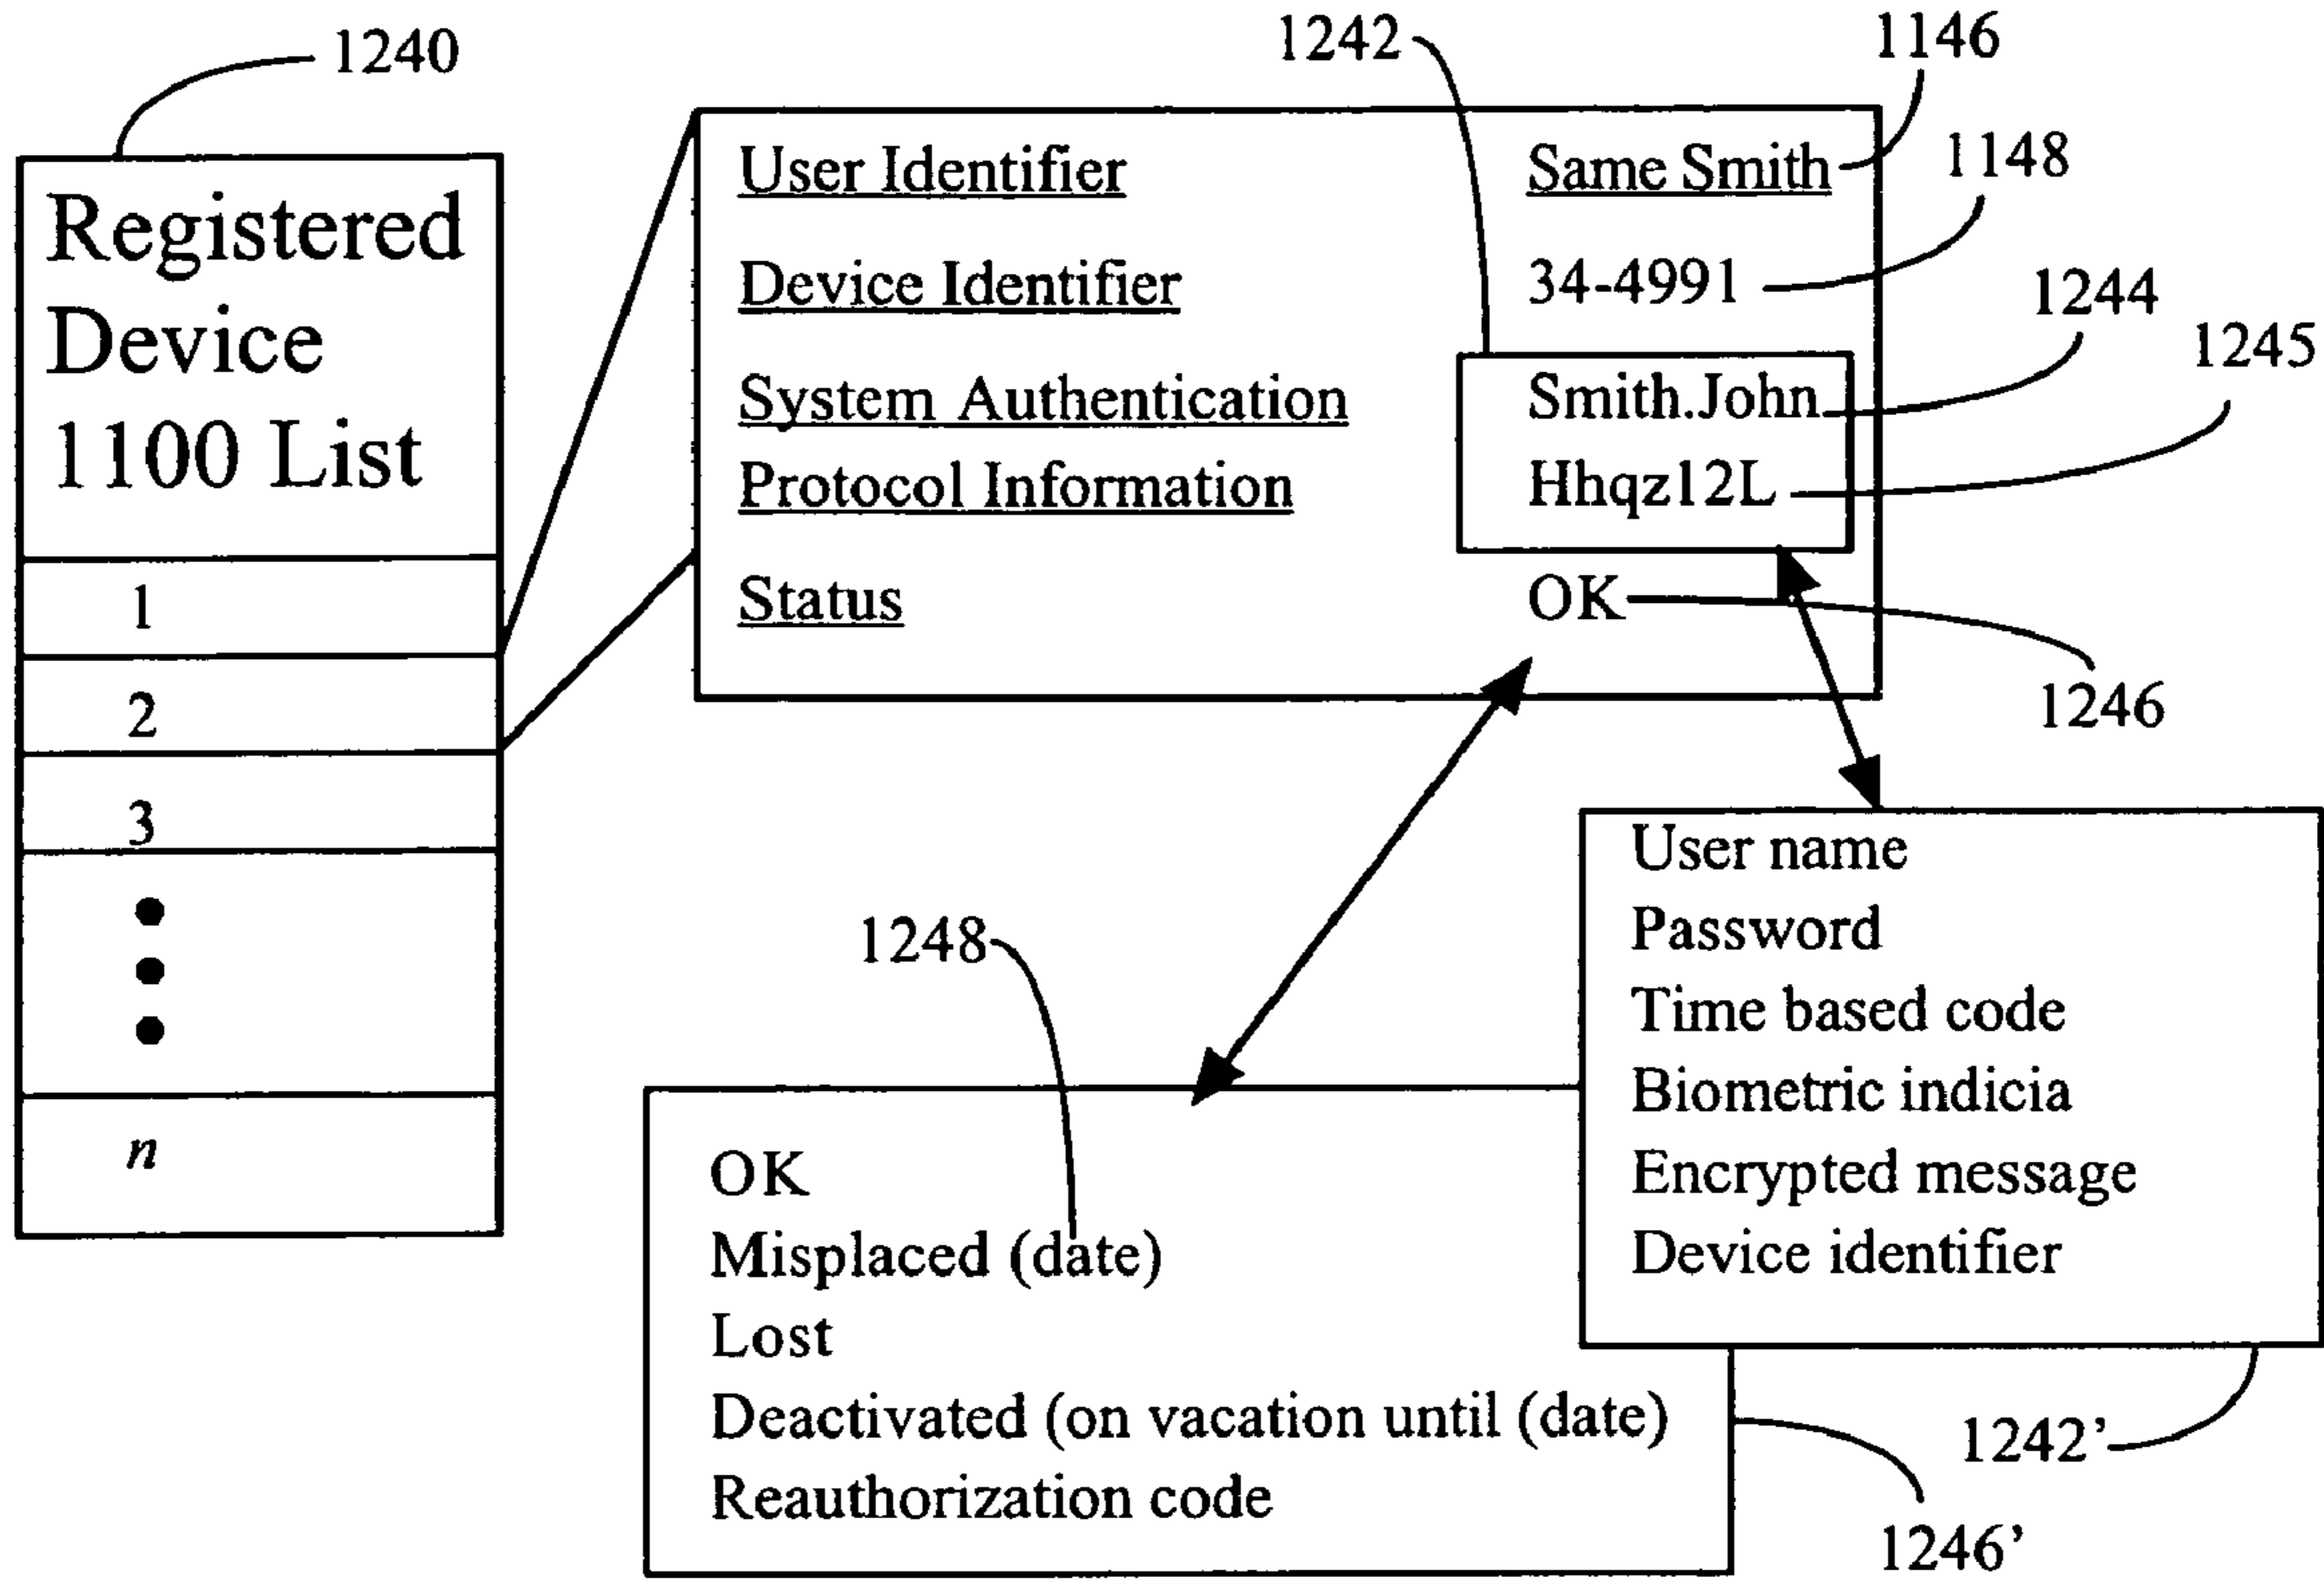 1240
1242
1146
Registered
Device
1100 List
1
2
3
n
User Identifier Same Smith
1148
Device Identifier 34-4991
1244
1245
System Authentication Smith.John
Protocol Information Hhqz12L
Status OK
1246
1248
User name
Password
Time based code
Biometric indicia
Encrypted message
Device identifier
1242’
OK
Misplaced (date)
Lost
Deactivated (on vacation until (date)
Reauthorization code
1246’